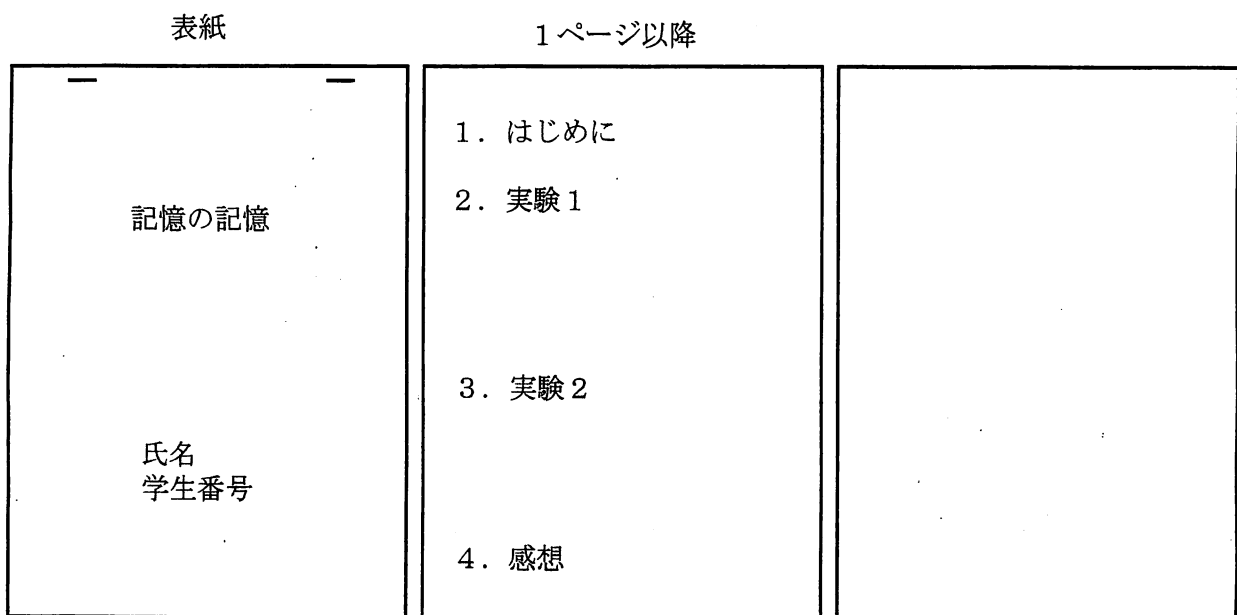 表紙
1ページ以降
記憶の記憶
氏名
学生番号
1. はじめに
2. 実験1
3. 実験2
4. 感想